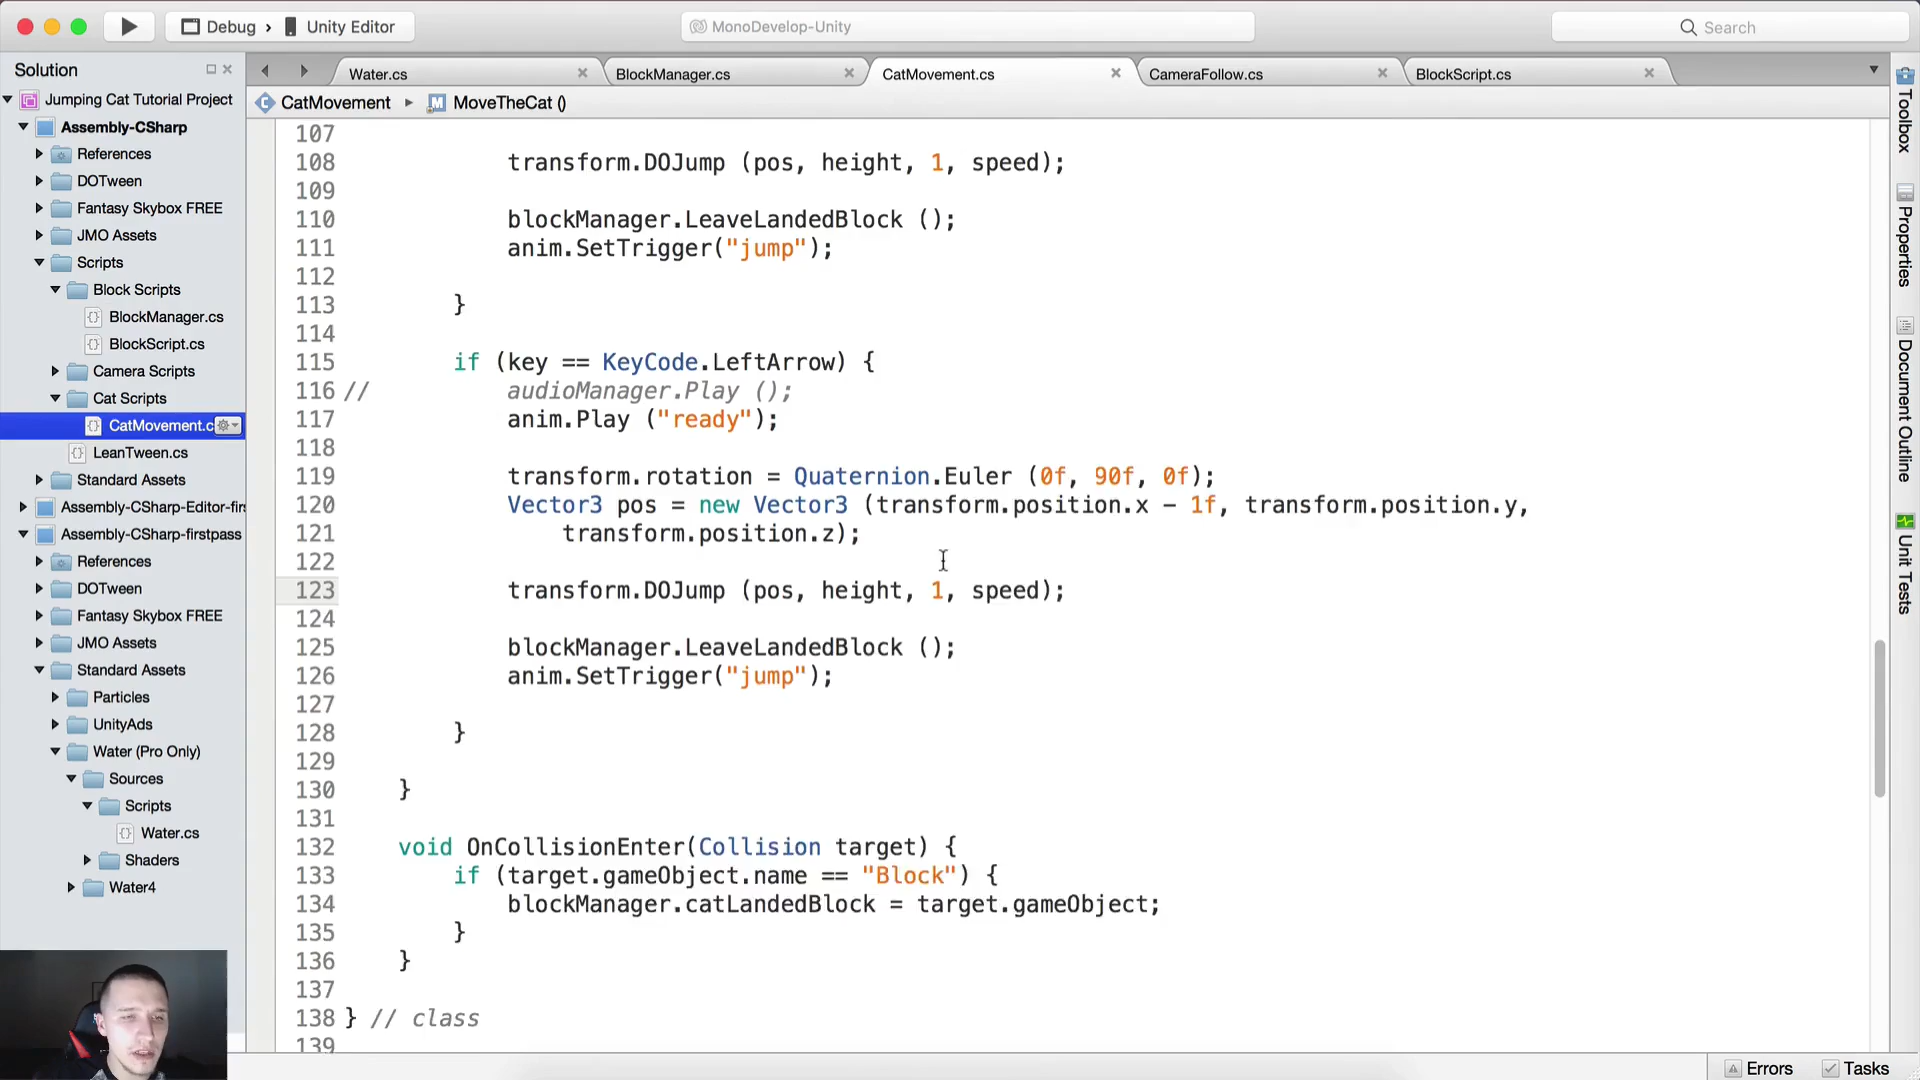 Debug › Unity Editor
MonoDevelop-Unity
Search
Solution
Water.cs
BlockManager.cs
CatMovement.cs
CameraFollow.cs
BlockScript.cs
CatMovement
MoveTheCat ()
Jumping Cat Tutorial Project
Assembly-CSharp
References
DOTween
Fantasy Skybox FREE
JMO Assets
Scripts
Block Scripts
BlockManager.cs
BlockScript.cs
Camera Scripts
Cat Scripts
CatMovement.c
LeanTween.cs
Standard Assets
Assembly-CSharp-Editor-fir
Assembly-CSharp-firstpass
References
DOTween
Fantasy Skybox FREE
JMO Assets
Standard Assets
Particles
UnityAds
Water (Pro Only)
Sources
Scripts
Water.cs
Shaders
Water4
107
108 transform.DOJump (pos, height, 1, speed);
109
110 blockManager.LeaveLandedBlock ();
111 anim.SetTrigger("jump");
112
113 }
114
115 if (key == KeyCode.LeftArrow) {
116 // audioManager.Play ();
117 anim.Play ("ready");
118
119 transform.rotation = Quaternion.Euler (0f, 90f, 0f);
120 Vector3 pos = new Vector3 (transform.position.x - 1f, transform.position.y,
121 transform.position.z);
122
123 transform.DOJump (pos, height, 1, speed);
124
125 blockManager.LeaveLandedBlock ();
126 anim.SetTrigger("jump");
127
128 }
129
130 }
131
132 void OnCollisionEnter(Collision target) {
133 if (target.gameObject.name == "Block") {
134 blockManager.catLandedBlock = target.gameObject;
135 }
136 }
137
138 } // class
139
Toolbox
Properties
Document Outline
Unit Tests
Errors
Tasks